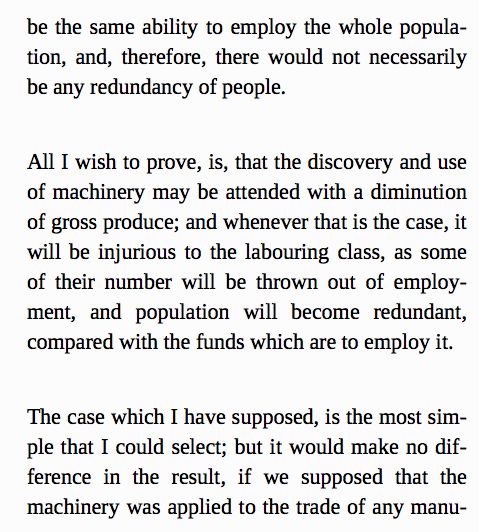 be the same ability to employ the whole popula-
tion, and, therefore, there would not necessarily
be any redundancy of people.
All I wish to prove, is, that the discovery and use
of machinery may be attended with a diminution
of gross produce; and whenever that is the case, it
will be injurious to the labouring class, as some
of their number will be thrown out of employ-
ment, and population will become redundant,
compared with the funds which are to employ it.
The case which I have supposed, is the most sim-
ple that I could select; but it would make no dif-
ference in the result, if we supposed that the
machinery was applied to the trade of any manu-